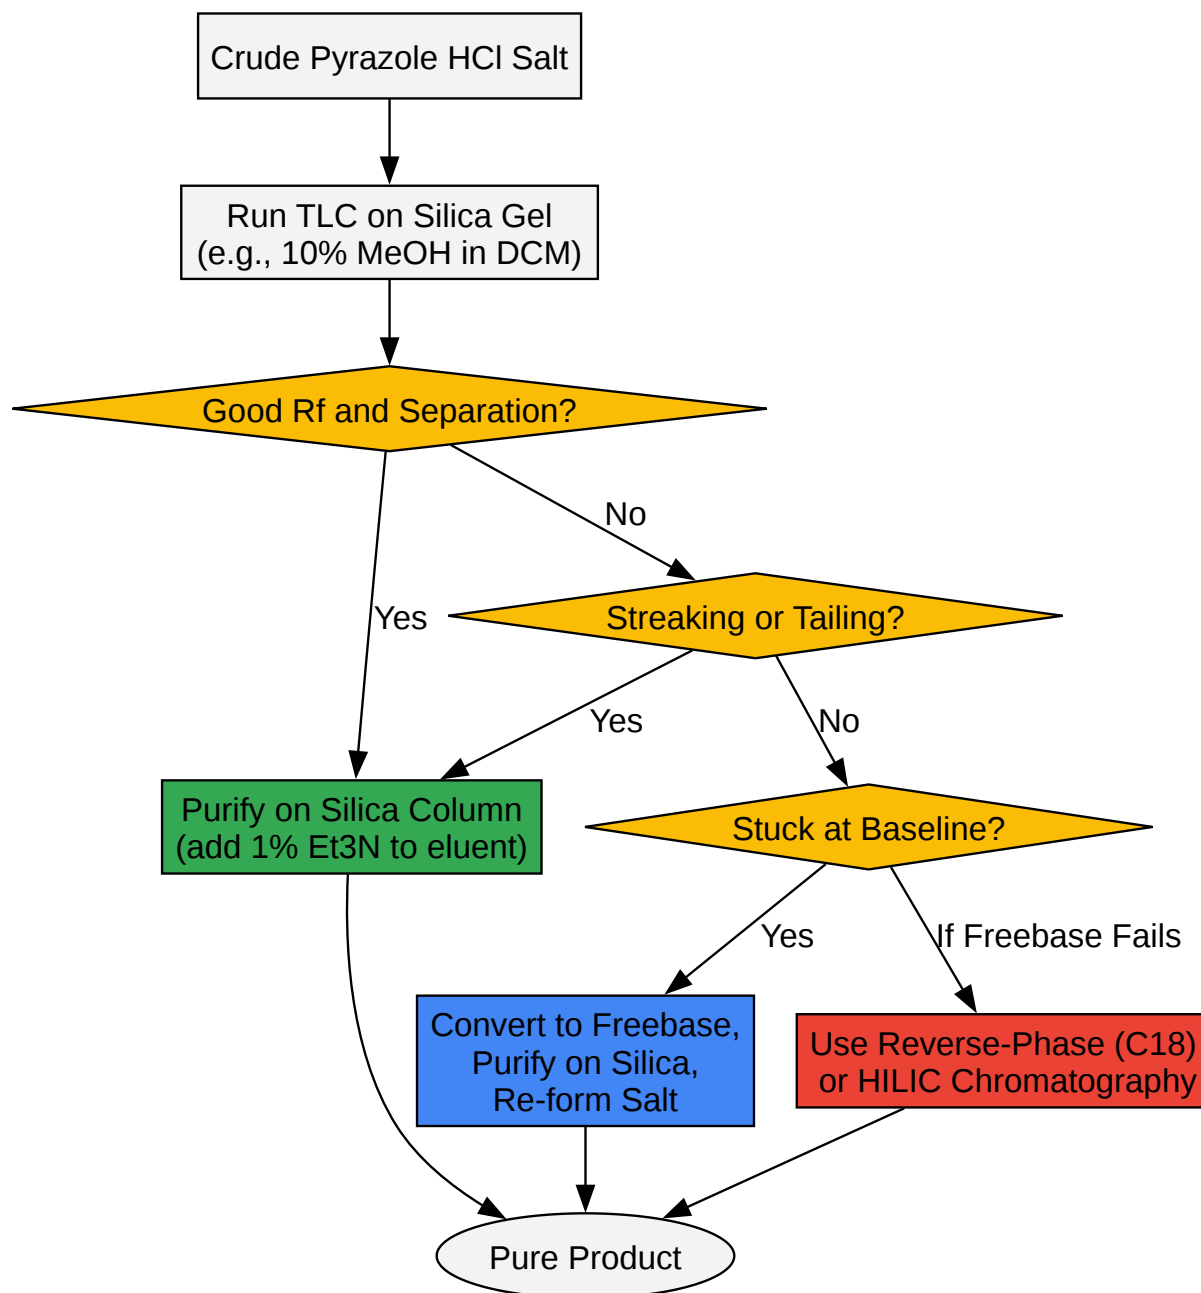 Crude Pyrazole HCl Salt
Run TLC on Silica Gel
(e.g., 10% MeOH in DCM)
Good Rf and Separation?
No
Yes
Streaking or Tailing?
Yes
No
Purify on Silica Column
(add 1% Et3N to eluent)
Stuck at Baseline?
Yes
If Freebase Fails
Convert to Freebase,
Purify on Silica,
Re-form Salt
Use Reverse-Phase (C18)
or HILIC Chromatography
Pure Product